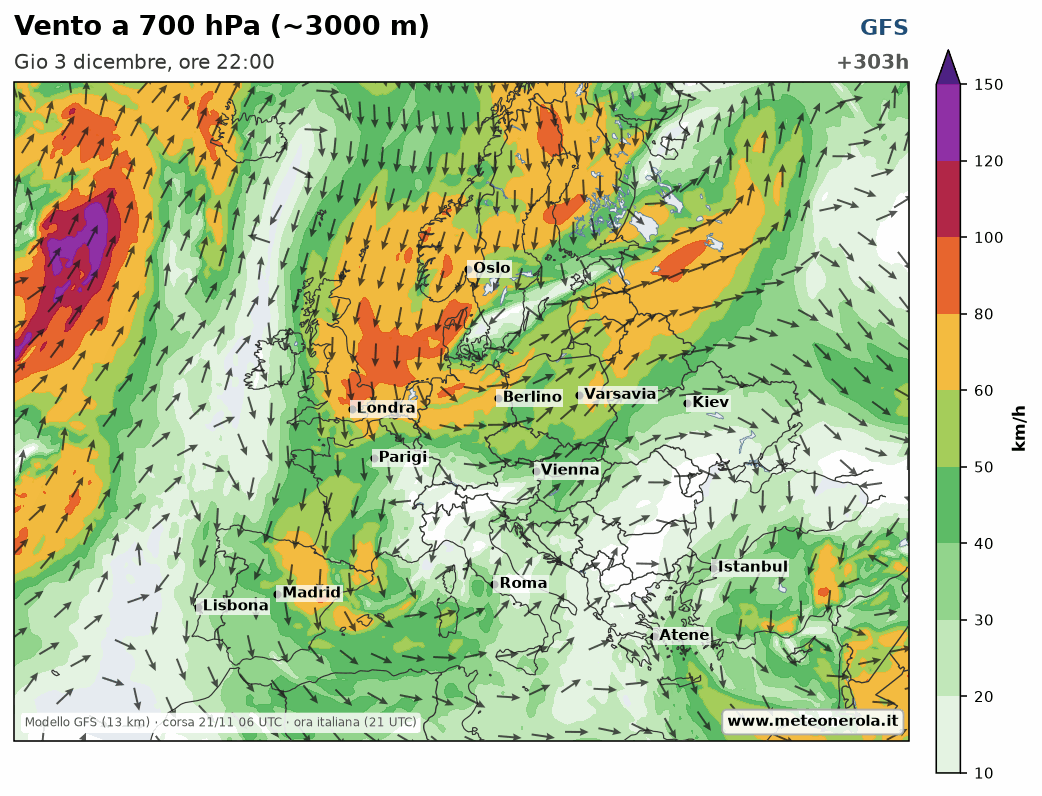 Vento a 700 hPa (~3000 m)
GFS
Gio 3 dicembre, ore 22:00
+303h
150
120
100
80
60
50
40
30
20
10
km/h
Oslo
Londra
Berlino
Varsavia
Kiev
Parigi
Vienna
Istanbul
Roma
Madrid
Lisbona
Atene
Modello GFS (13 km) · corsa 21/11 06 UTC · ora italiana (21 UTC)
www.meteonerola.it